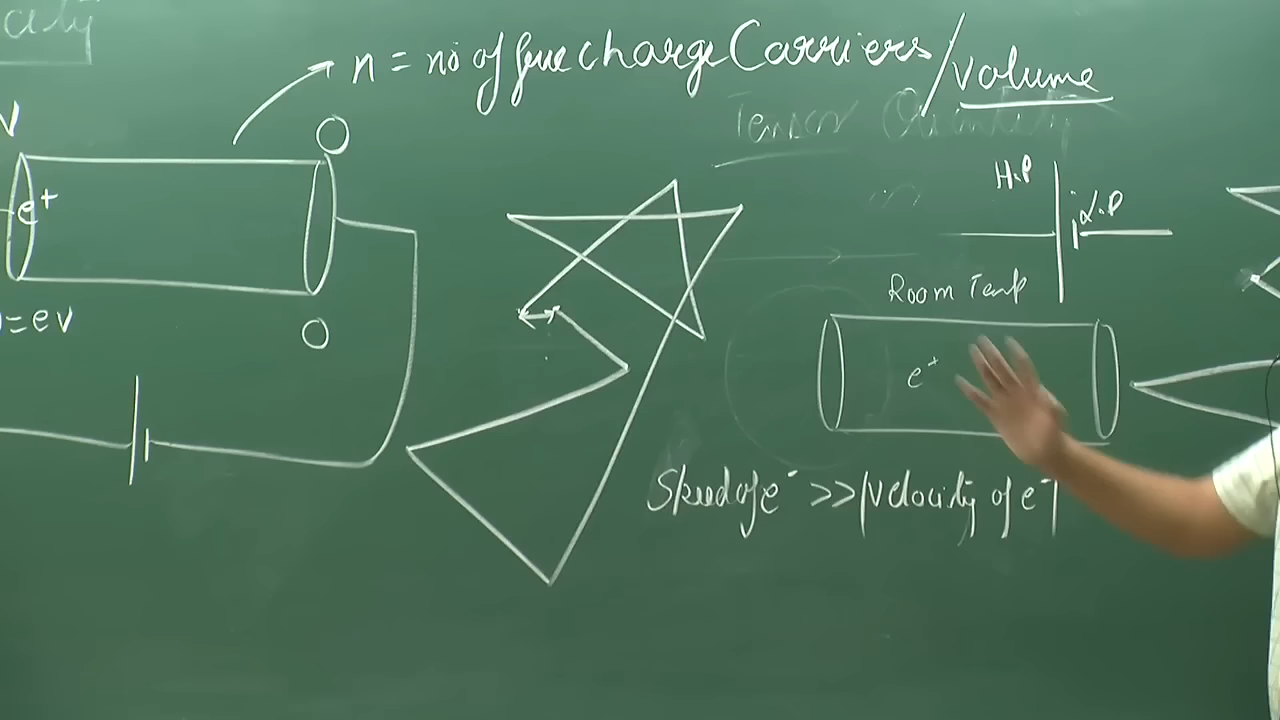 n = no of free charge Carriers/Volume
Tensor Quantity
V
O
H.P
L.P
e+
Room Temp
O
=eV
e+
Speed of e- >> |Velocity of e-|